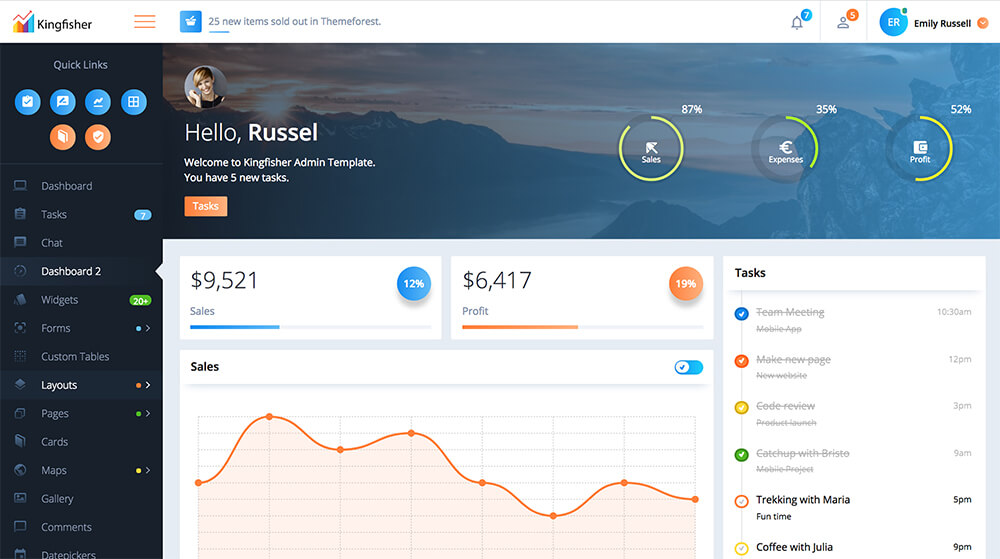 Kingfisher
25 new items sold out in Themeforest.
7
5
ER
Emily Russell
Quick Links
Dashboard
Tasks
7
Chat
Dashboard 2
Widgets
20+
Forms
Custom Tables
Layouts
Pages
Cards
Maps
Gallery
Comments
Datepickers
Hello, Russel
Welcome to Kingfisher Admin Template.
You have 5 new tasks.
Tasks
87%
Sales
35%
Expenses
52%
Profit
$9,521
12%
Sales
$6,417
19%
Profit
Sales
Tasks
Team Meeting
10:30am
Mobile App
Make new page
12pm
New website
Code review
3pm
Product launch
Catchup with Bristo
9am
Mobile Project
Trekking with Maria
5pm
Fun time
Coffee with Julia
9pm